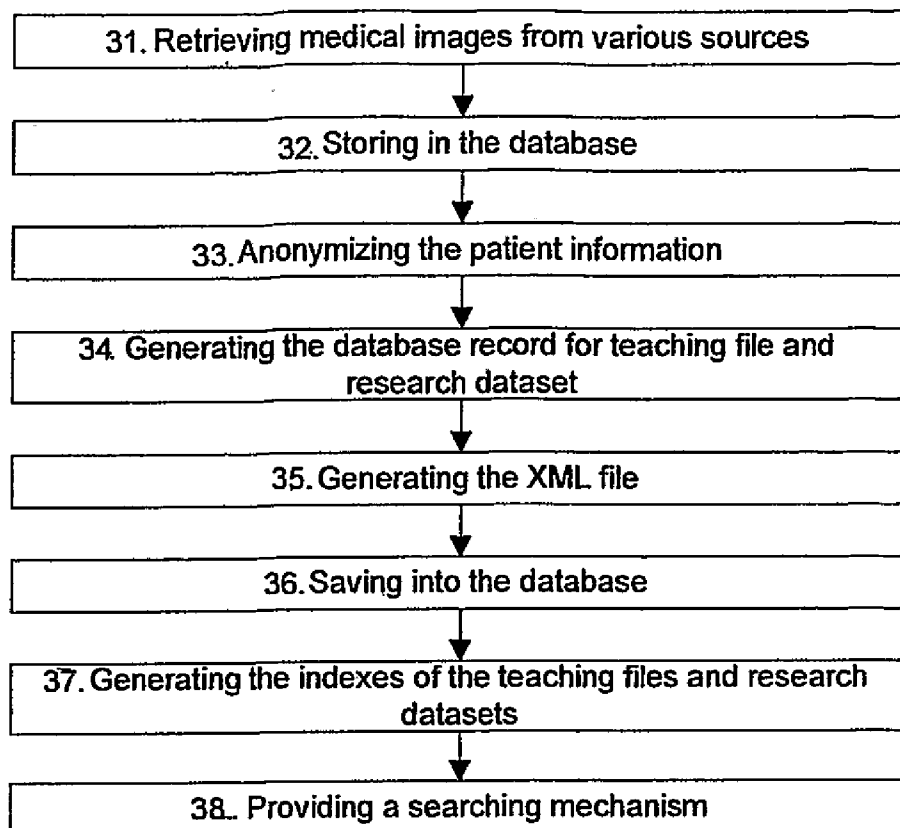 31. Retrieving medical images from various sources
32. Storing in the database
33. Anonymizing the patient information
34. Generating the database record for teaching file and
research dataset
35. Generating the XML file
36. Saving into the database
37. Generating the indexes of the teaching files and research
datasets
38. Providing a searching mechanism